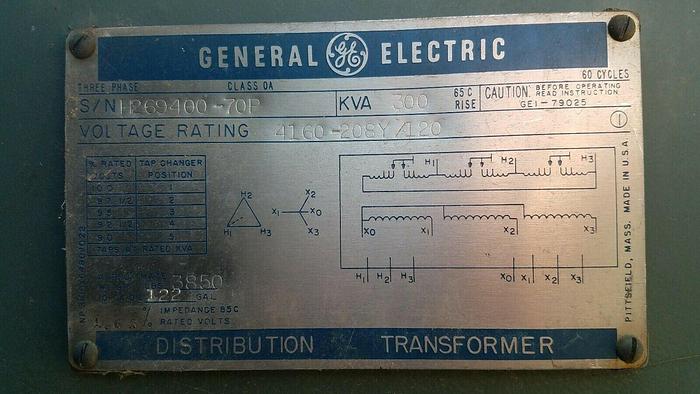 GENERAL GE ELECTRIC
THREE PHASE CLASS OA 60 CYCLES
S/N H269400-70P KVA 300 65 C RISE CAUTION BEFORE OPERATING READ INSTRUCTION GEI-79025
VOLTAGE RATING 4160-208Y/120
1
% RATED VOLTS TAP CHANGER POSITION
100 1
97 1/2 2
95 3
92 1/2 4
90 5
TAPS AT RATED KVA
H2
H1 H3
X2
X1 X0
X3
H1 H2 H3
X0 X1 X2 X3
H1 H2 H3 X0 X1 X2 X3
3850
122 GAL
% IMPEDANCE 85C
RATED VOLTS
PITTSFIELD, MASS. MADE IN U.S.A.
DISTRIBUTION TRANSFORMER